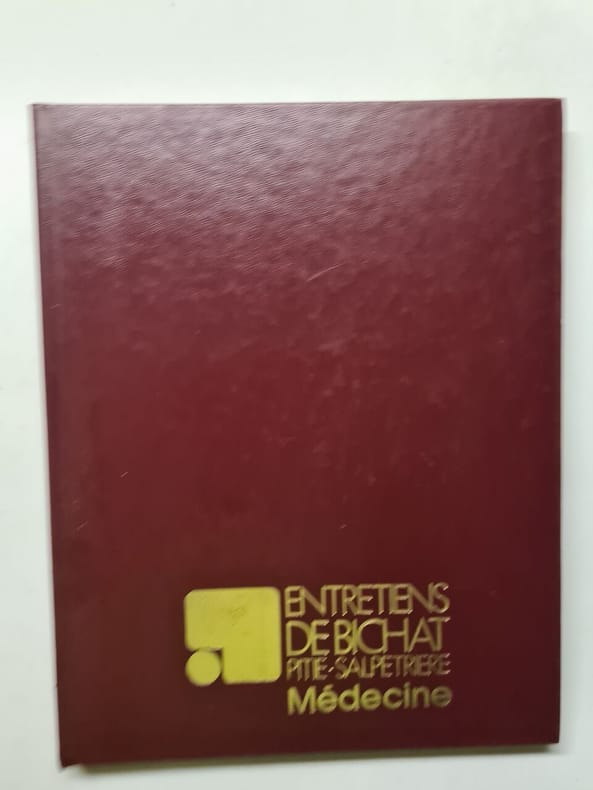 ENTRETIENS
DE BICHAT
PITIE-SALPETRIERE
Médecine